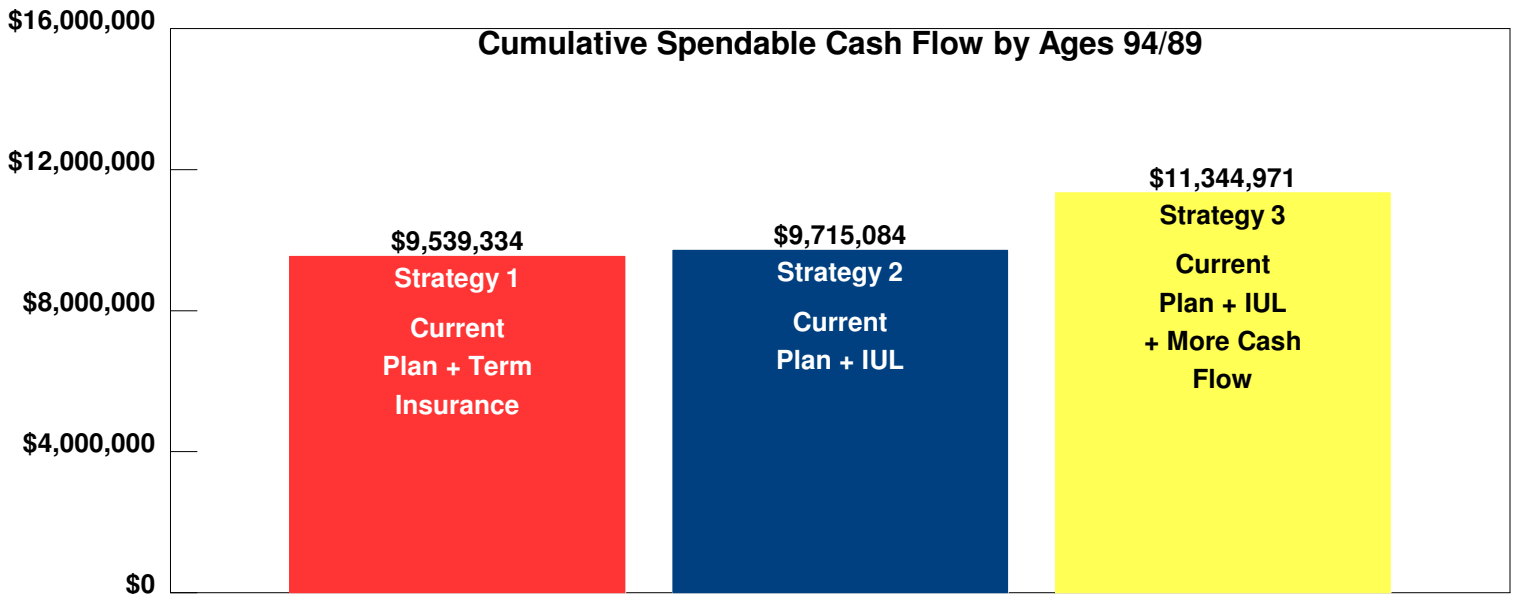 Cumulative Spendable Cash Flow by Ages 94/89
$16,000,000
$12,000,000
$8,000,000
$4,000,000
$0
$9,539,334
Strategy 1
Current
Plan + Term
Insurance
$9,715,084
Strategy 2
Current
Plan + IUL
$11,344,971
Strategy 3
Current
Plan + IUL
+ More Cash
Flow